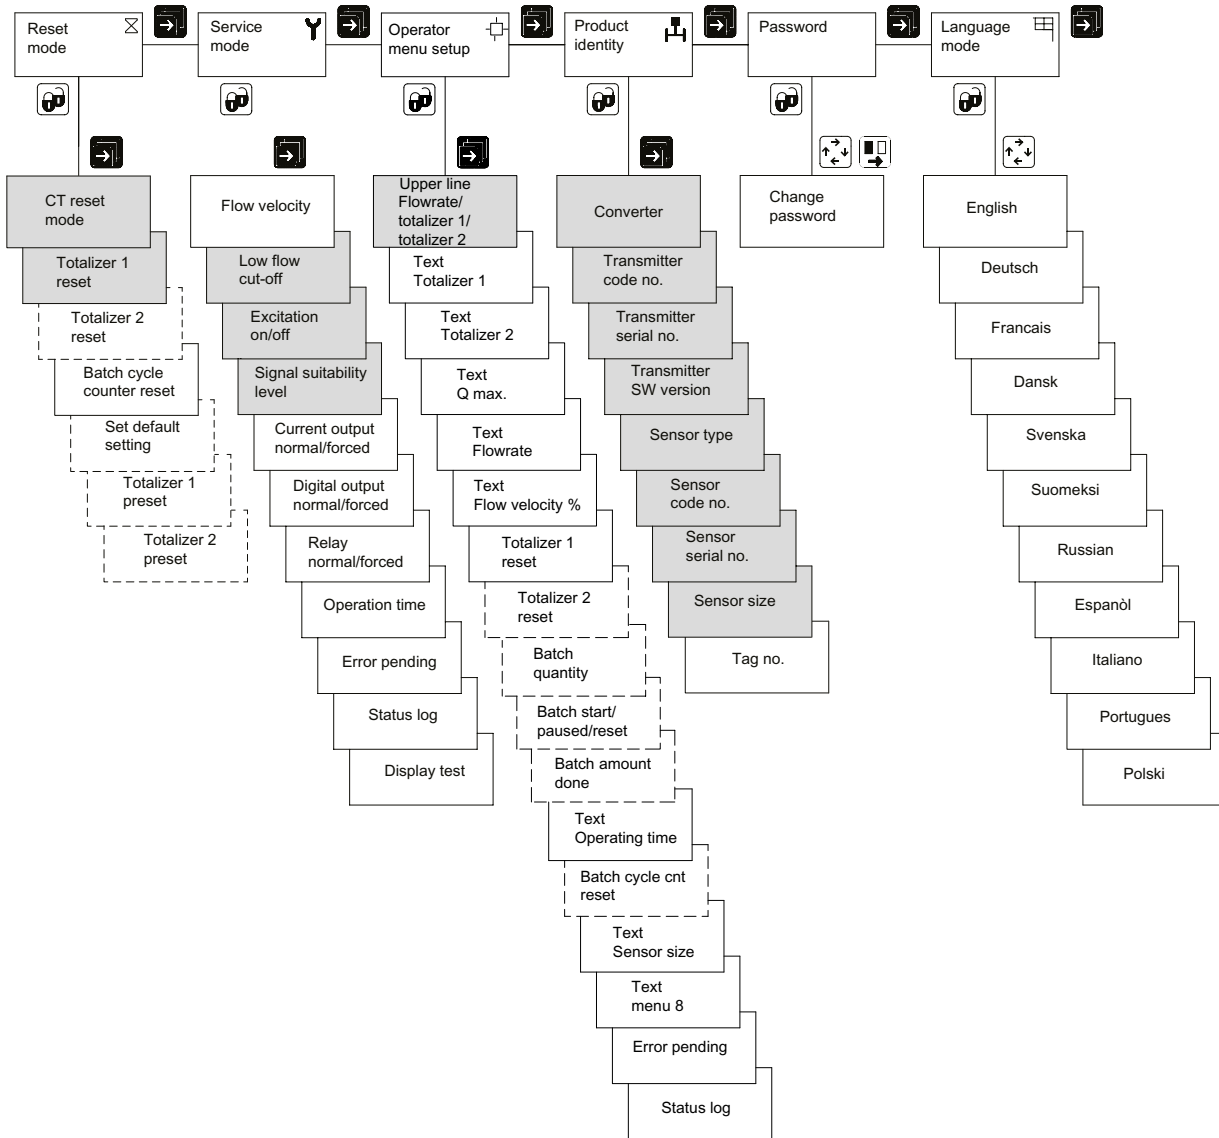 Reset
mode
Service
mode
Operator
menu setup
Product
identity
Password
Language
mode
CT reset
mode
Totalizer 1
reset
Totalizer 2
reset
Batch cycle
counter reset
Set default
setting
Totalizer 1
preset
Totalizer 2
preset
Flow velocity
Low flow
cut-off
Excitation
on/off
Signal suitability
level
Current output
normal/forced
Digital output
normal/forced
Relay
normal/forced
Operation time
Error pending
Status log
Display test
Upper line
Flowrate/
totalizer 1/
totalizer 2
Text
Totalizer 1
Text
Totalizer 2
Text
Q max.
Text
Flowrate
Text
Flow velocity %
Totalizer 1
reset
Totalizer 2
reset
Batch
quantity
Batch start/
paused/reset
Batch amount
done
Text
Operating time
Batch cycle cnt
reset
Text
Sensor size
Text
menu 8
Error pending
Status log
Converter
Transmitter
code no.
Transmitter
serial no.
Transmitter
SW version
Sensor type
Sensor
code no.
Sensor
serial no.
Sensor size
Tag no.
Change
password
English
Deutsch
Francais
Dansk
Svenska
Suomeksi
Russian
Espanòl
Italiano
Portugues
Polski